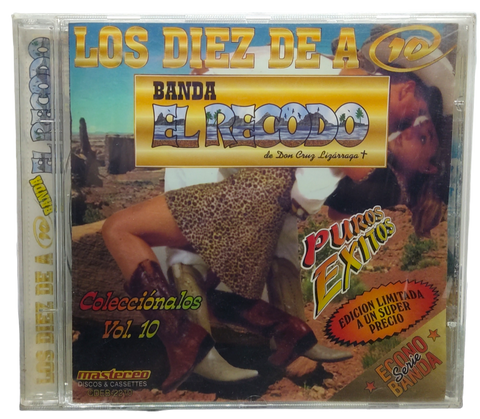 LOS DIEZ DE A 10
BANDA
EL RECODO
de Don Cruz Lizárraga +
PUROS
EXITOS
Colecciónalos
Vol. 10
EDICION LIMITADA
A UN SUPER
PRECIO
ECONO
Serie
BANDA
mastereo
DISCOS & CASSETTES
LOS DIEZ DE A 10 BANDA EL RECODO